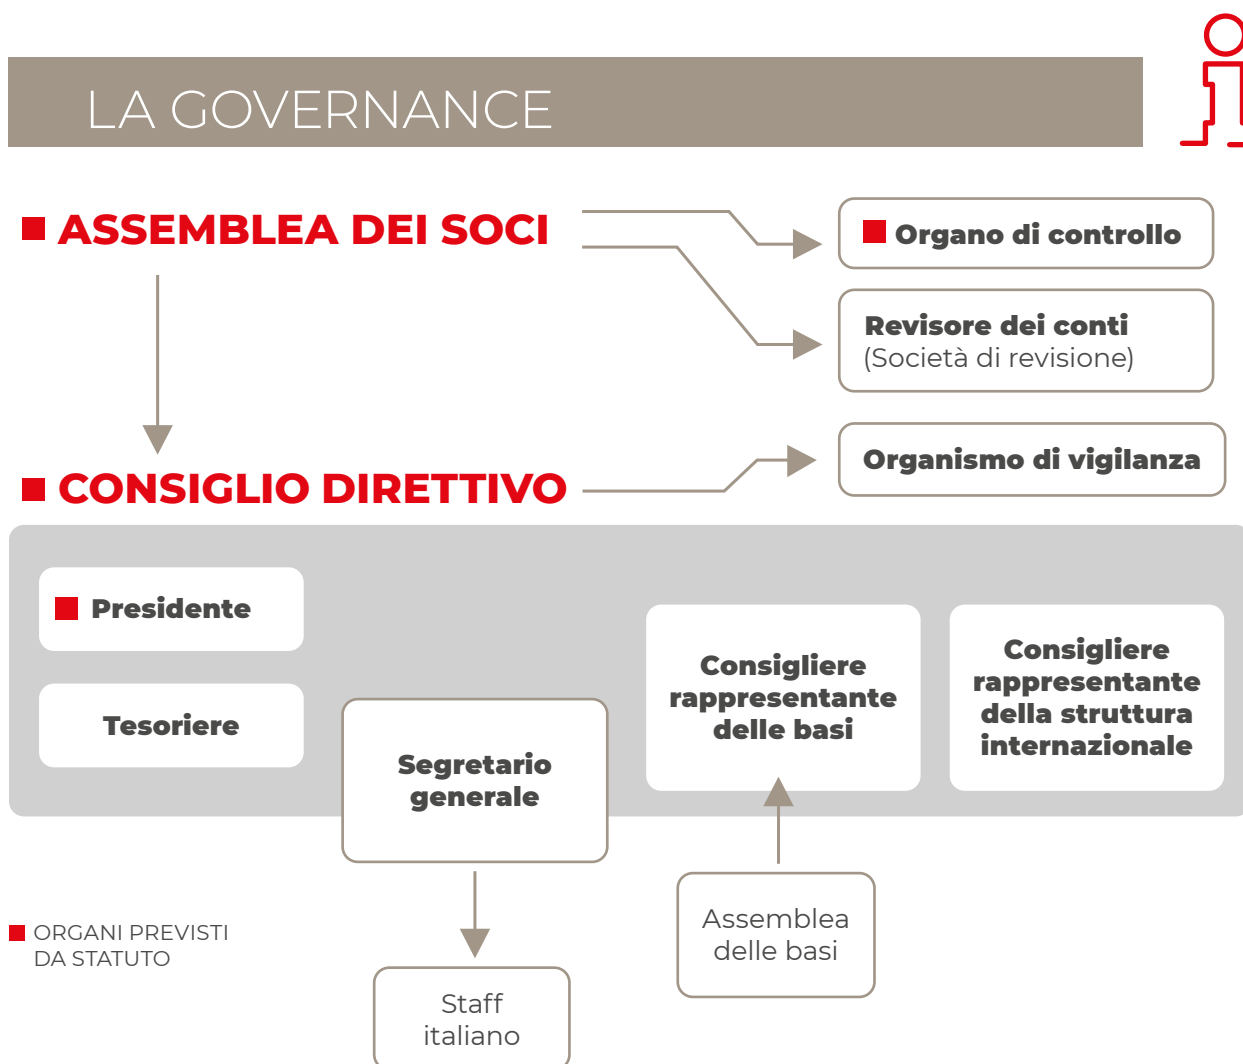 LA GOVERNANCE
ASSEMBLEA DEI SOCI
Organo di controllo
Revisore dei conti
(Società di revisione)
Organismo di vigilanza
CONSIGLIO DIRETTIVO
Presidente
Tesoriere
Segretario
generale
Consigliere
rappresentante
delle basi
Consigliere
rappresentante
della struttura
internazionale
Assemblea
delle basi
ORGANI PREVISTI
DA STATUTO
Staff
italiano